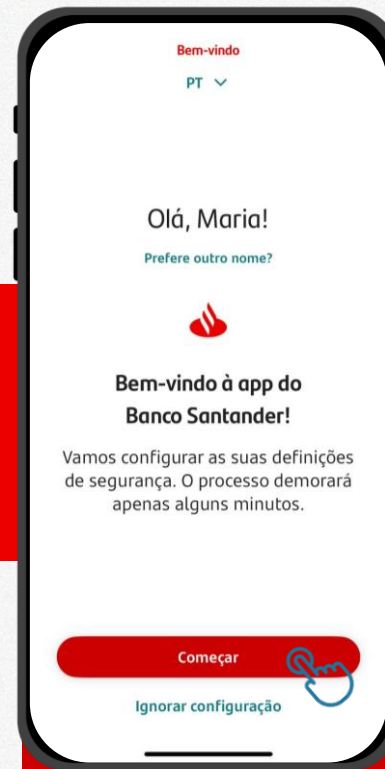 Bem-vindo
PT
Olá, Maria!
Prefere outro nome?
Bem-vindo à app do
Banco Santander!
Vamos configurar as suas definições
de segurança. O processo demorará
apenas alguns minutos.
Começar
Ignorar configuração